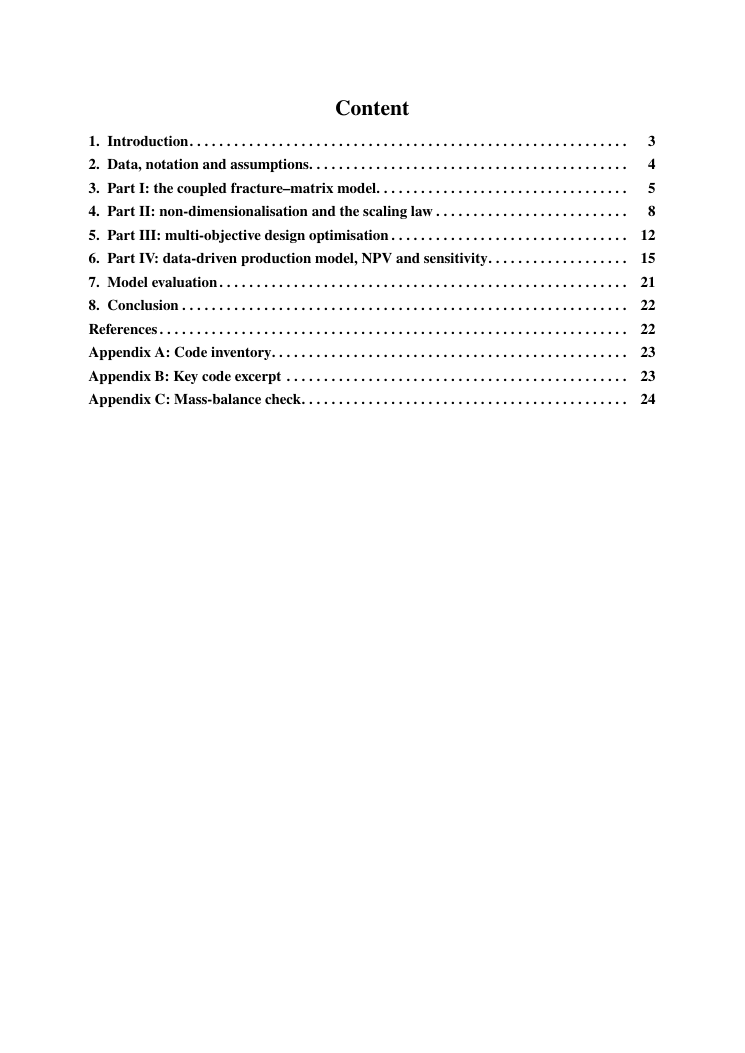 Content
1. Introduction . . . . . . . . . . . . . . . . . . . . . . . . . . . . . . . . . . . . . . . . . . . . . . . . . . . . . . . . . . . 3
2. Data, notation and assumptions. . . . . . . . . . . . . . . . . . . . . . . . . . . . . . . . . . . . . . . . . . . 4
3. Part I: the coupled fracture–matrix model. . . . . . . . . . . . . . . . . . . . . . . . . . . . . . . . . . 5
4. Part II: non-dimensionalisation and the scaling law . . . . . . . . . . . . . . . . . . . . . . . . . . 8
5. Part III: multi-objective design optimisation . . . . . . . . . . . . . . . . . . . . . . . . . . . . . . . . 12
6. Part IV: data-driven production model, NPV and sensitivity. . . . . . . . . . . . . . . . . . . 15
7. Model evaluation . . . . . . . . . . . . . . . . . . . . . . . . . . . . . . . . . . . . . . . . . . . . . . . . . . . . . . . 21
8. Conclusion . . . . . . . . . . . . . . . . . . . . . . . . . . . . . . . . . . . . . . . . . . . . . . . . . . . . . . . . . . . . 22
References . . . . . . . . . . . . . . . . . . . . . . . . . . . . . . . . . . . . . . . . . . . . . . . . . . . . . . . . . . . . . . . 22
Appendix A: Code inventory. . . . . . . . . . . . . . . . . . . . . . . . . . . . . . . . . . . . . . . . . . . . . . . . 23
Appendix B: Key code excerpt . . . . . . . . . . . . . . . . . . . . . . . . . . . . . . . . . . . . . . . . . . . . . . 23
Appendix C: Mass-balance check. . . . . . . . . . . . . . . . . . . . . . . . . . . . . . . . . . . . . . . . . . . . 24